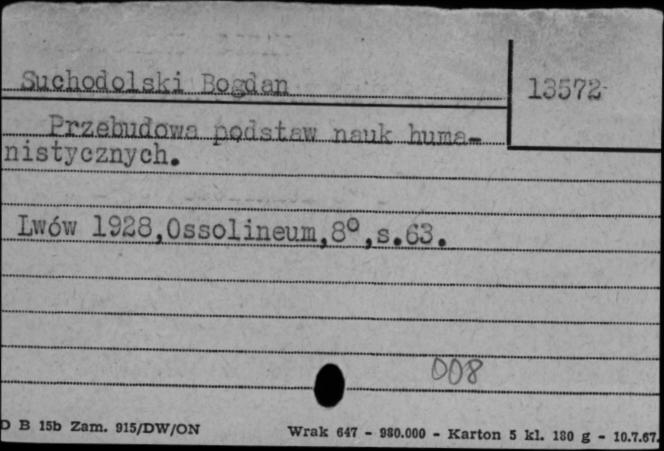 Suchodolski Bogdan
13572
Przebudowa podstaw nauk huma-
nistycznych.
Lwów 1928,Ossolineum,8°,s.63.
008
D B 15b Zam. 915/DW/ON
Wrak 647 - 980.000 - Karton 5 kl. 180 g - 10.7.67.